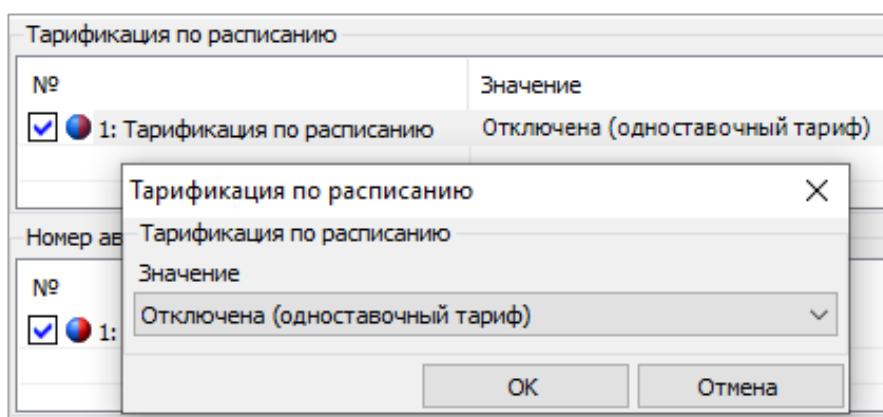 Тарификация по расписанию
№ Значение
1: Тарификация по расписанию Отключена (одноставочный тариф)
Тарификация по расписанию
Номер ав
Тарификация по расписанию
Значение
№
Отключена (одноставочный тариф)
1:
OK Отмена